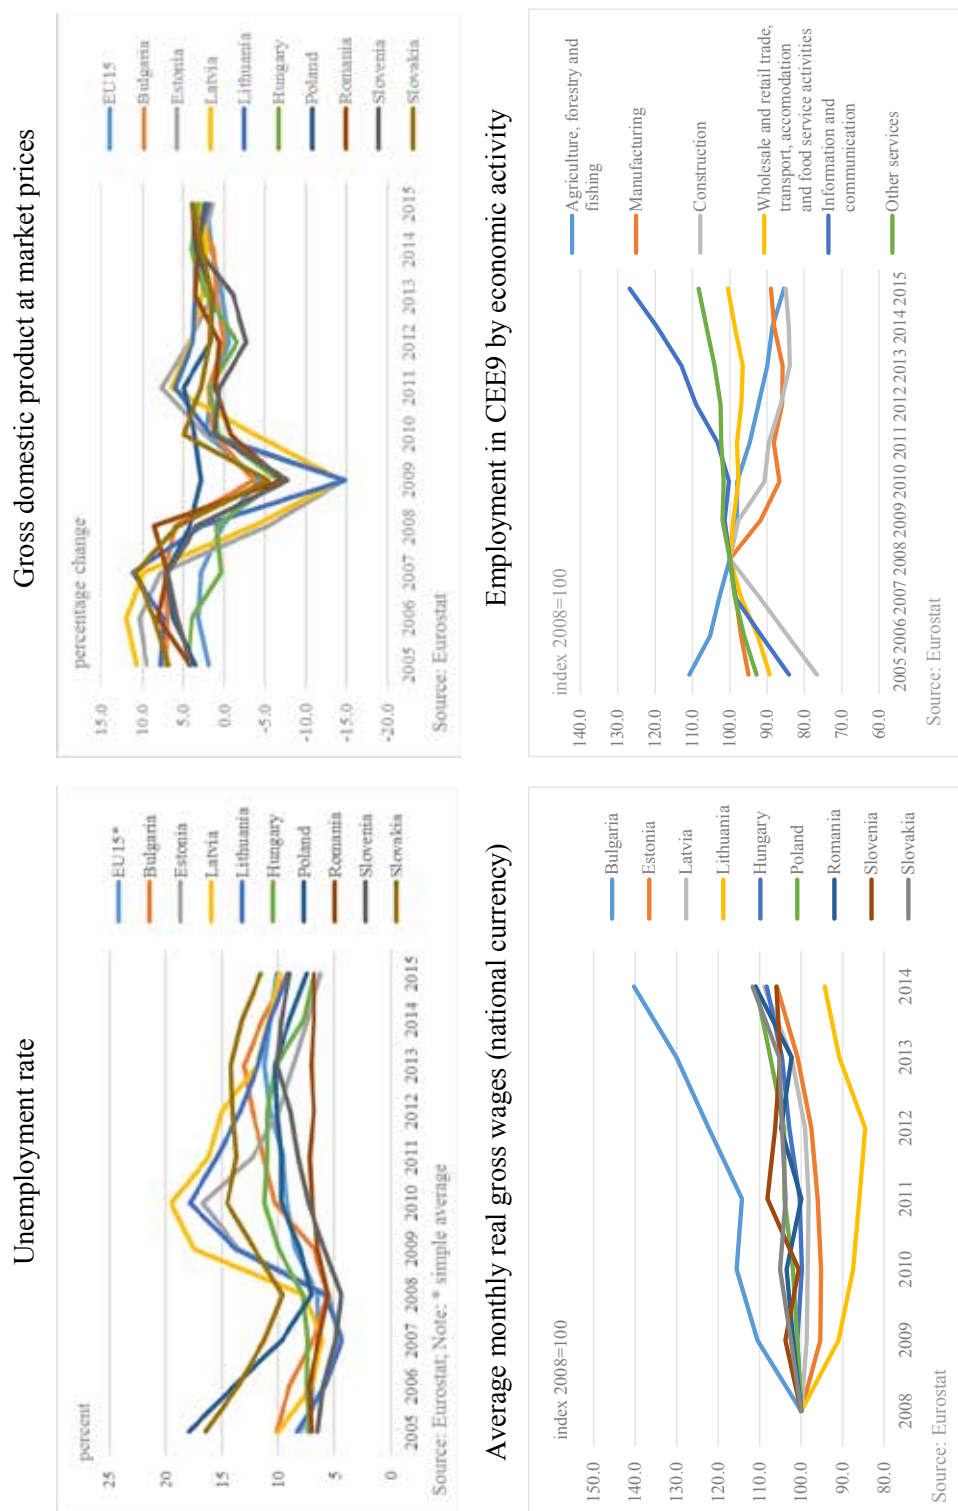 Unemployment rate
percent
25
20
15
10
5
0
2005 2006 2007 2008 2009 2010 2011 2012 2013 2014 2015
Source: Eurostat; Note: * simple average
EU15*
Bulgaria
Estonia
Latvia
Lithuania
Hungary
Poland
Romania
Slovenia
Slovakia
Gross domestic product at market prices
percentage change
15.0
10.0
5.0
0.0
-5.0
-10.0
-15.0
-20.0
2005 2006 2007 2008 2009 2010 2011 2012 2013 2014 2015
Source: Eurostat
EU15
Bulgaria
Estonia
Latvia
Lithuania
Hungary
Poland
Romania
Slovenia
Slovakia
Average monthly real gross wages (national currency)
index 2008=100
150.0
140.0
130.0
120.0
110.0
100.0
90.0
80.0
2008 2009 2010 2011 2012 2013 2014
Source: Eurostat
Bulgaria
Estonia
Latvia
Lithuania
Hungary
Poland
Romania
Slovenia
Slovakia
Employment in CEE9 by economic activity
index 2008=100
140.0
130.0
120.0
110.0
100.0
90.0
80.0
70.0
60.0
2005 2006 2007 2008 2009 2010 2011 2012 2013 2014 2015
Source: Eurostat
Agriculture, forestry and
fishing
Manufacturing
Construction
Wholesale and retail trade,
transport, accomodation
and food service activities
Information and
communication
Other services